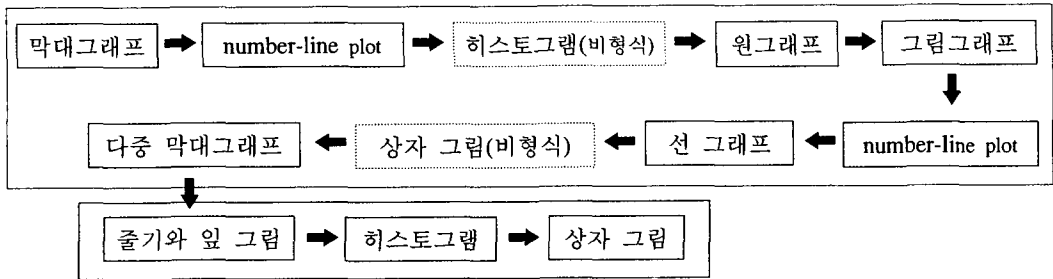 막대그래프 number-line plot 히스토그램(비형식) 원그래프 그림그래프
다중 막대그래프 상자 그림(비형식) 선 그래프 number-line plot
줄기와 잎 그림 히스토그램 상자 그림